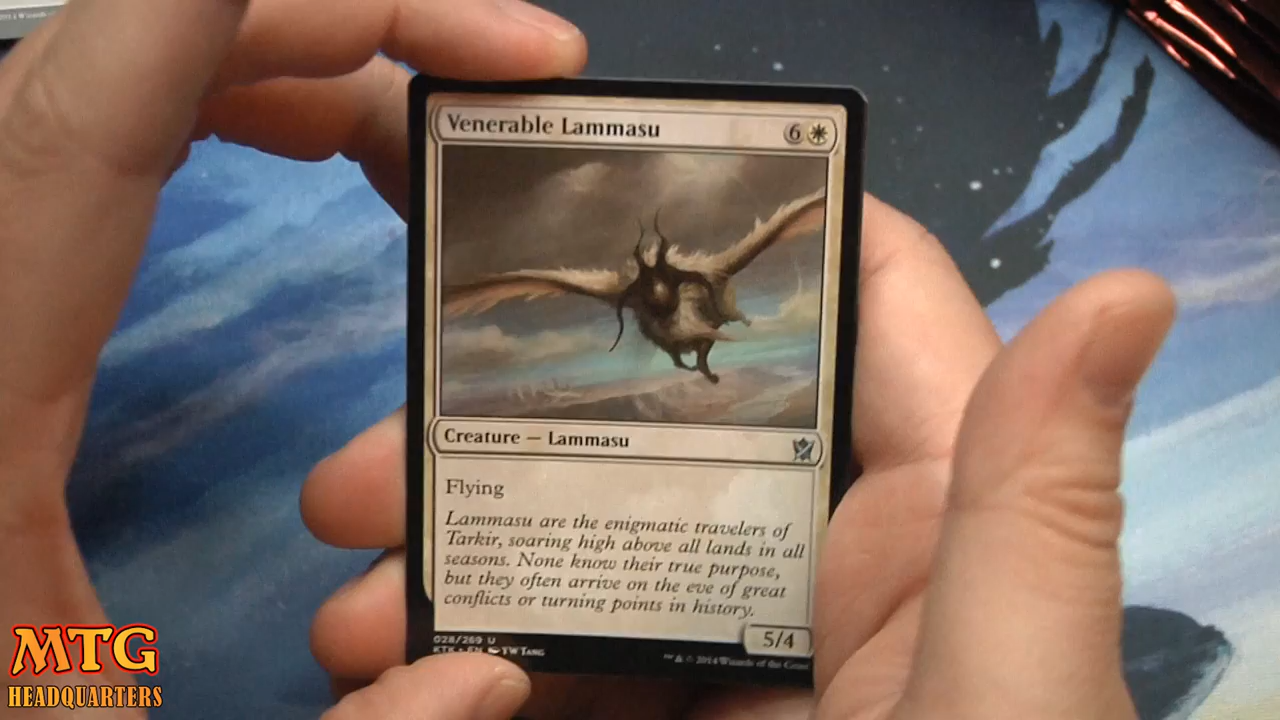 Venerable Lammasu 6
Creature — Lammasu
Flying
Lammasu are the enigmatic travelers of
Tarkir, soaring high above all lands in all
seasons. None know their true purpose,
but they often arrive on the eve of great
conflicts or turning points in history.
5/4
028/269 U
KTK • EN YW Tang
™ & © 2014 Wizards of the Coast
MTG
HEADQUARTERS